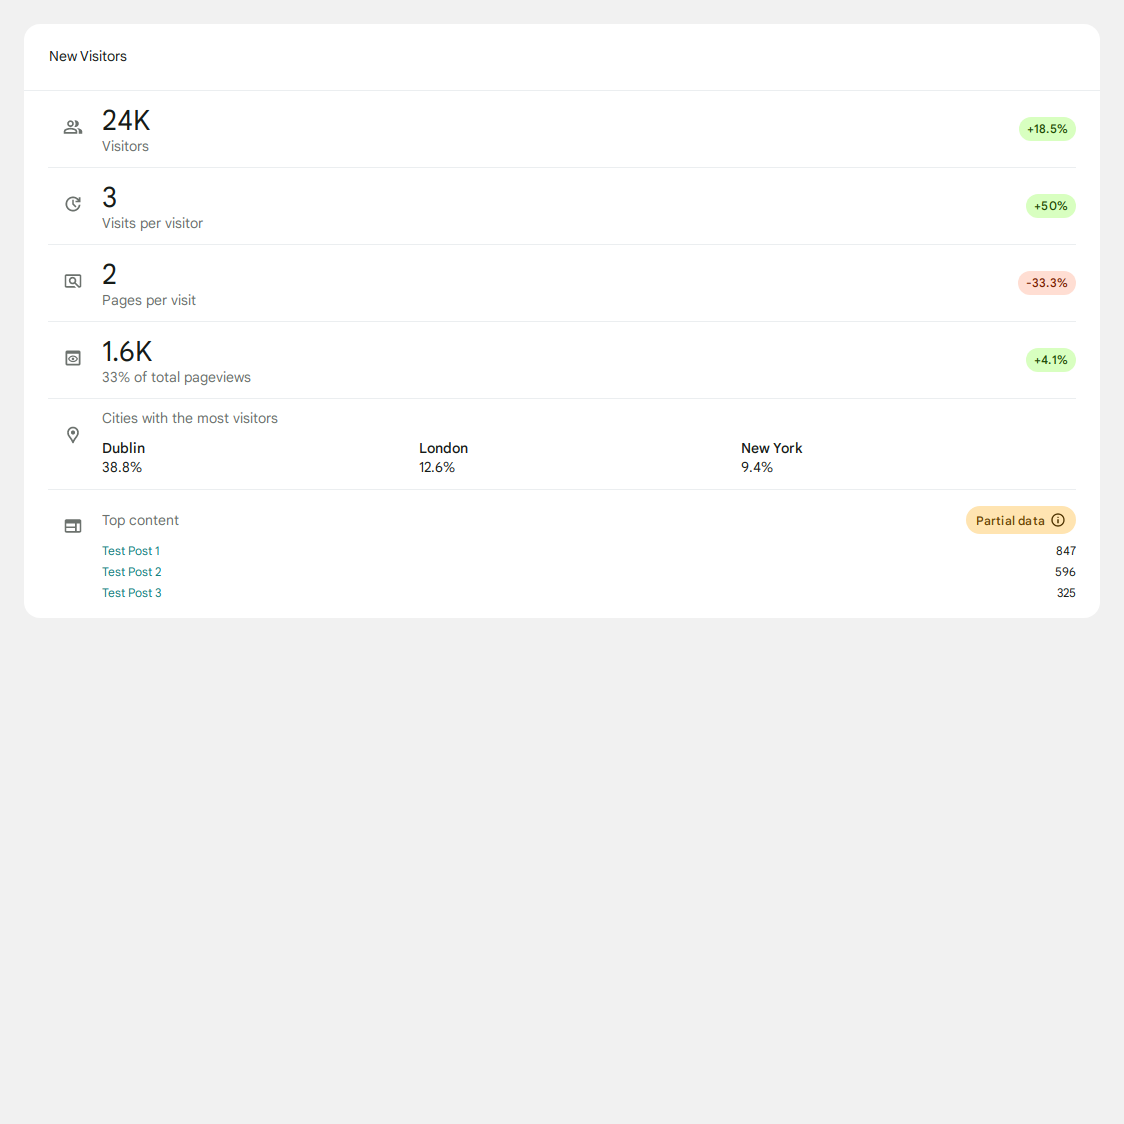 New Visitors
24K
Visitors
+18.5%
3
Visits per visitor
+50%
2
Pages per visit
-33.3%
1.6K
33% of total pageviews
+4.1%
Cities with the most visitors
Dublin London New York
38.8% 12.6% 9.4%
Top content Partial data
Test Post 1 847
Test Post 2 596
Test Post 3 325